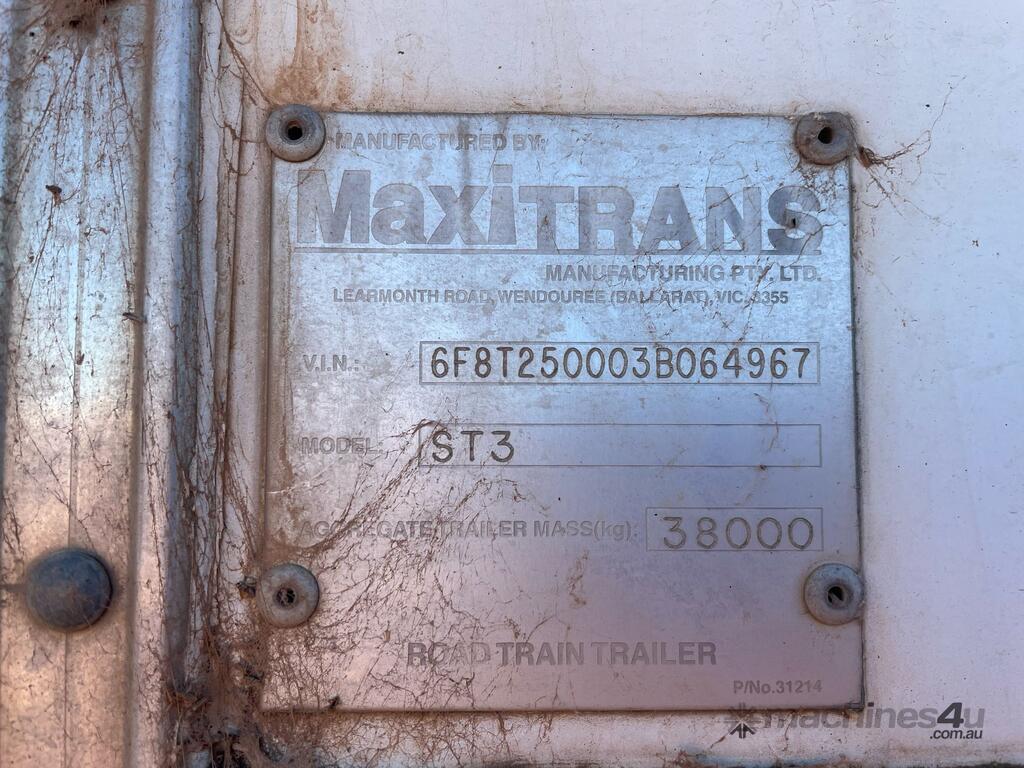 MANUFACTURED BY:
MaxiTRANS
MANUFACTURING PTY. LTD.
LEARMONTH ROAD, WENDOUREE (BALLARAT), VIC. 3355
V.I.N.: 6F8T250003B064967
MODEL: ST3
AGGREGATE TRAILER MASS(kg): 38000
ROAD TRAIN TRAILER
P/No.31214
machines4u
.com.au